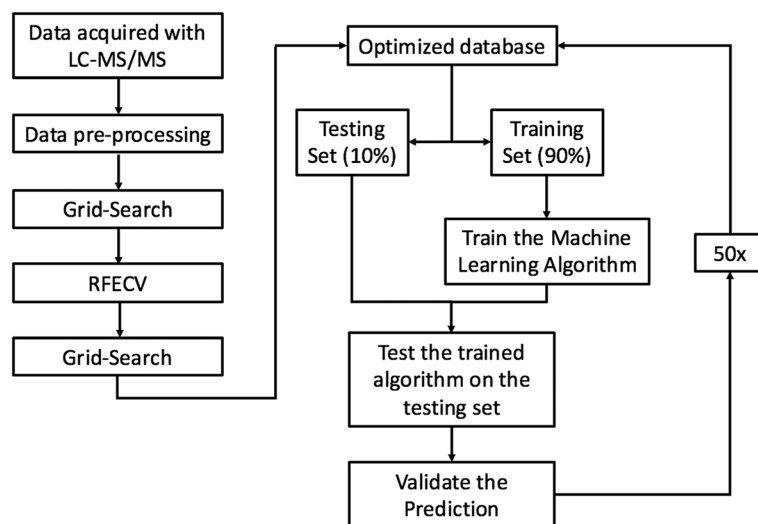 Data acquired with
LC-MS/MS
Data pre-processing
Grid-Search
RFECV
Grid-Search
Optimized database
Testing
Set (10%)
Training
Set (90%)
Train the Machine
Learning Algorithm
50x
Test the trained
algorithm on the
testing set
Validate the
Prediction